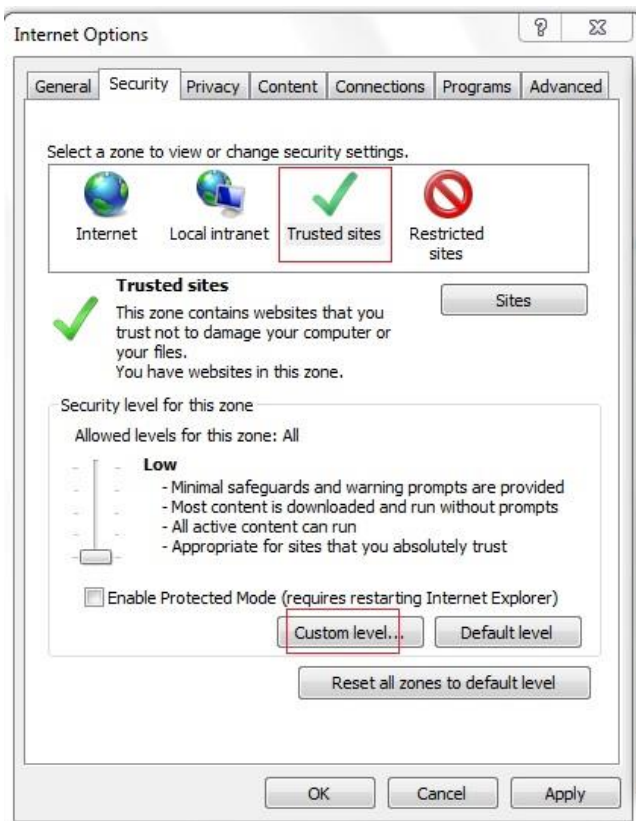 Internet Options
General Security Privacy Content Connections Programs Advanced
Select a zone to view or change security settings.
Internet Local intranet Trusted sites Restricted sites
Trusted sites
Sites
This zone contains websites that you
trust not to damage your computer or
your files.
You have websites in this zone.
Security level for this zone
Allowed levels for this zone: All
Low
- Minimal safeguards and warning prompts are provided
- Most content is downloaded and run without prompts
- All active content can run
- Appropriate for sites that you absolutely trust
Enable Protected Mode (requires restarting Internet Explorer)
Custom level... Default level
Reset all zones to default level
OK Cancel Apply